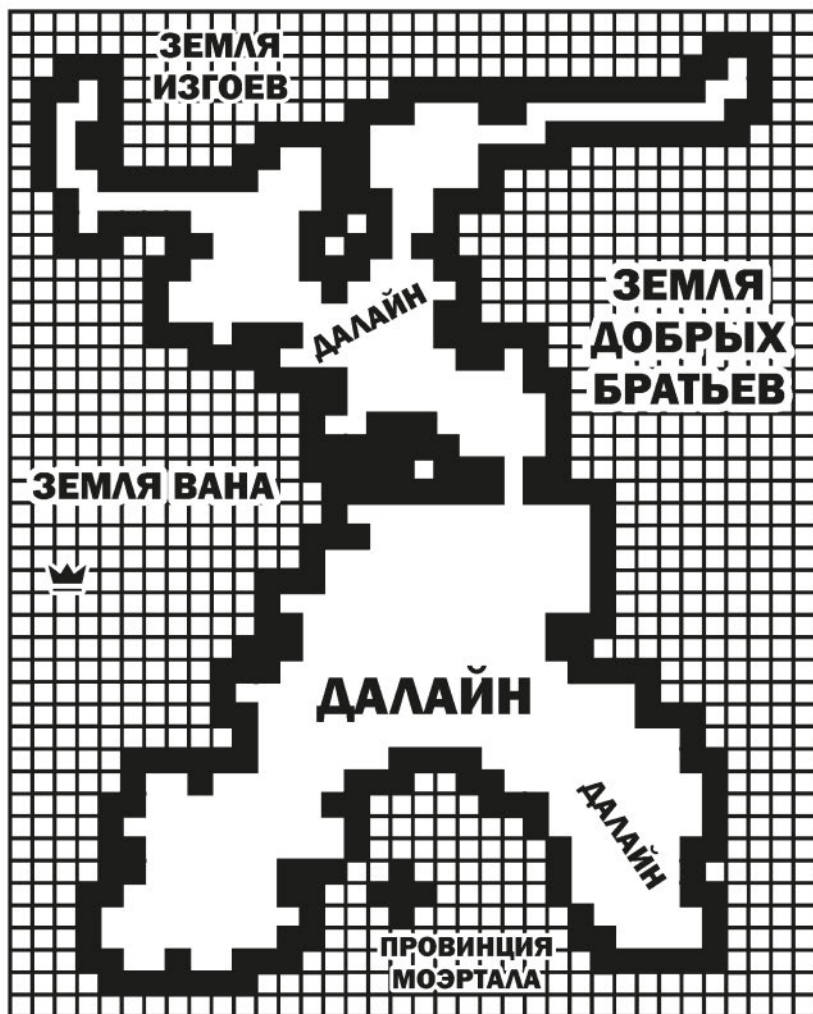 ЗЕМЛЯ
ИЗГОЕВ
ДАЛАЙН
ЗЕМЛЯ
ДОБРЫХ
БРАТЬЕВ
ЗЕМЛЯ ВАНА
ДАЛАЙН
ДАЛАЙН
ПРОВИНЦИЯ
МОЭРТАЛА